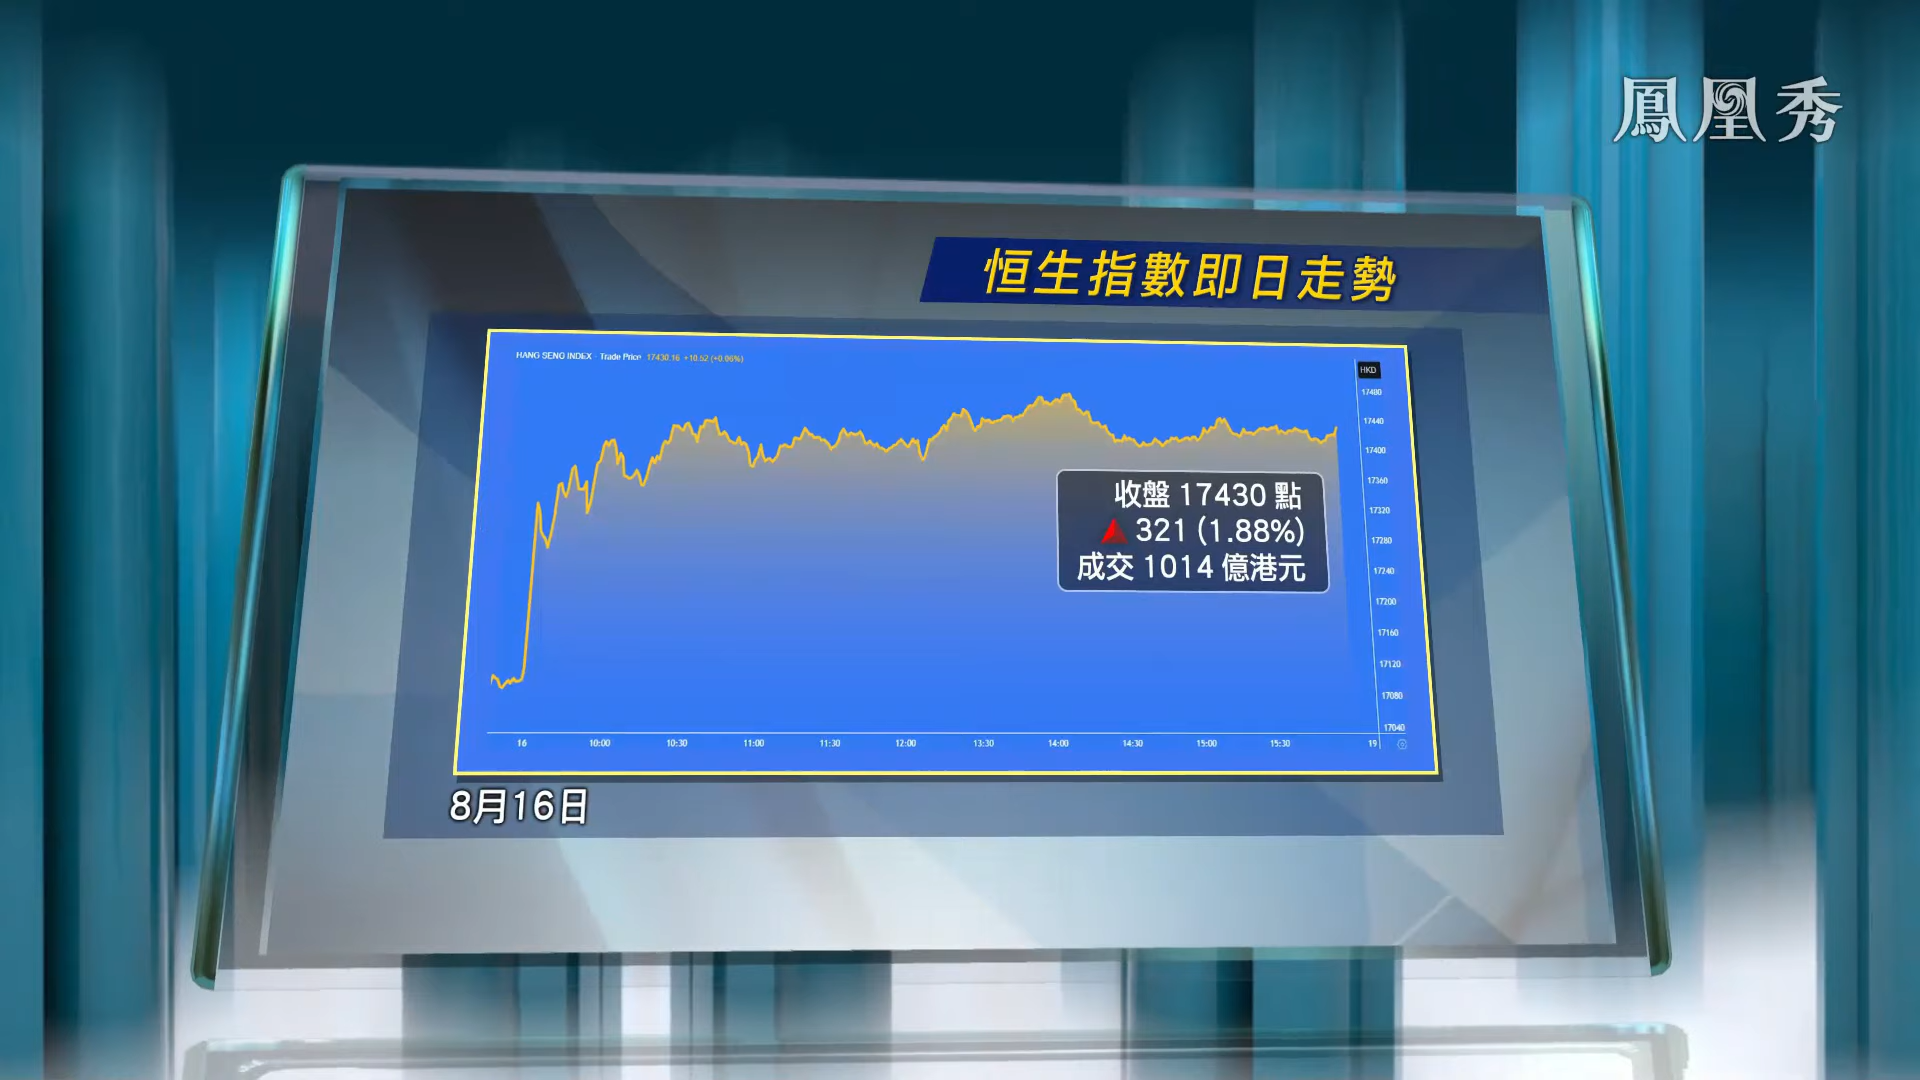 鳳凰秀
恒生指數即日走勢
HANG SENG INDEX · Trade Price 17430.16 +10.52 (+0.06%)
HKD
17480
17440
17400
17360
17320
17280
17240
17200
17160
17120
17080
17040
收盤 17430 點
321 (1.88%)
成交 1014 億港元
16 10:00 10:30 11:00 11:30 12:00 13:30 14:00 14:30 15:00 15:30 19
8月16日